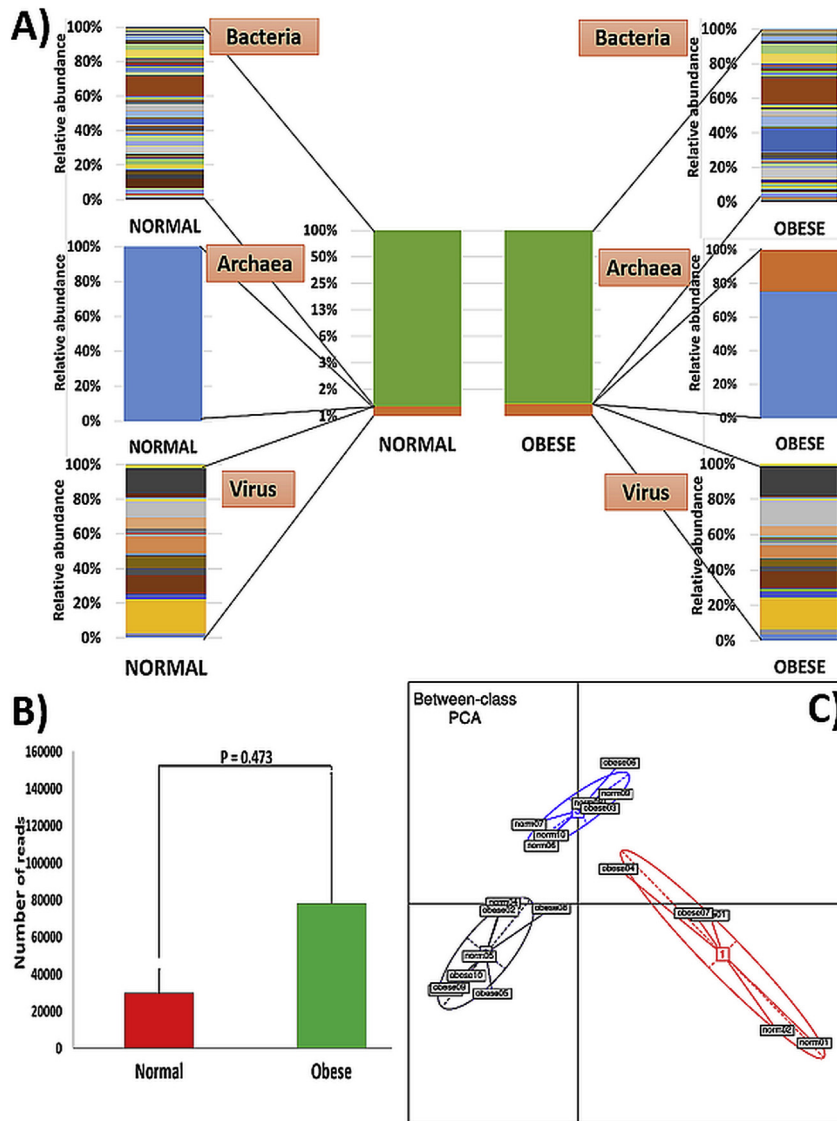 A)
Bacteria
Relative abundance
100%
80%
60%
40%
20%
0%
NORMAL
Bacteria
Relative abundance
100%
80%
60%
40%
20%
0%
OBESE
Archaea
Relative abundance
100%
80%
60%
40%
20%
0%
NORMAL
100%
50%
25%
13%
6%
3%
2%
1%
NORMAL
OBESE
Archaea
Relative abundance
100%
80%
60%
40%
20%
0%
OBESE
Virus
Relative abundance
100%
80%
60%
40%
20%
0%
NORMAL
Virus
Relative abundance
100%
80%
60%
40%
20%
0%
OBESE
B)
Number of reads
160000
140000
120000
100000
80000
60000
40000
20000
0
P = 0.473
Normal
Obese
C)
Between-class
PCA
obese06
norm09
obese03
norm07
norm10
norm06
obese04
norm04
obese02
obese08
obese07
norm05
1
obese10
obese09
obese05
norm02
norm01